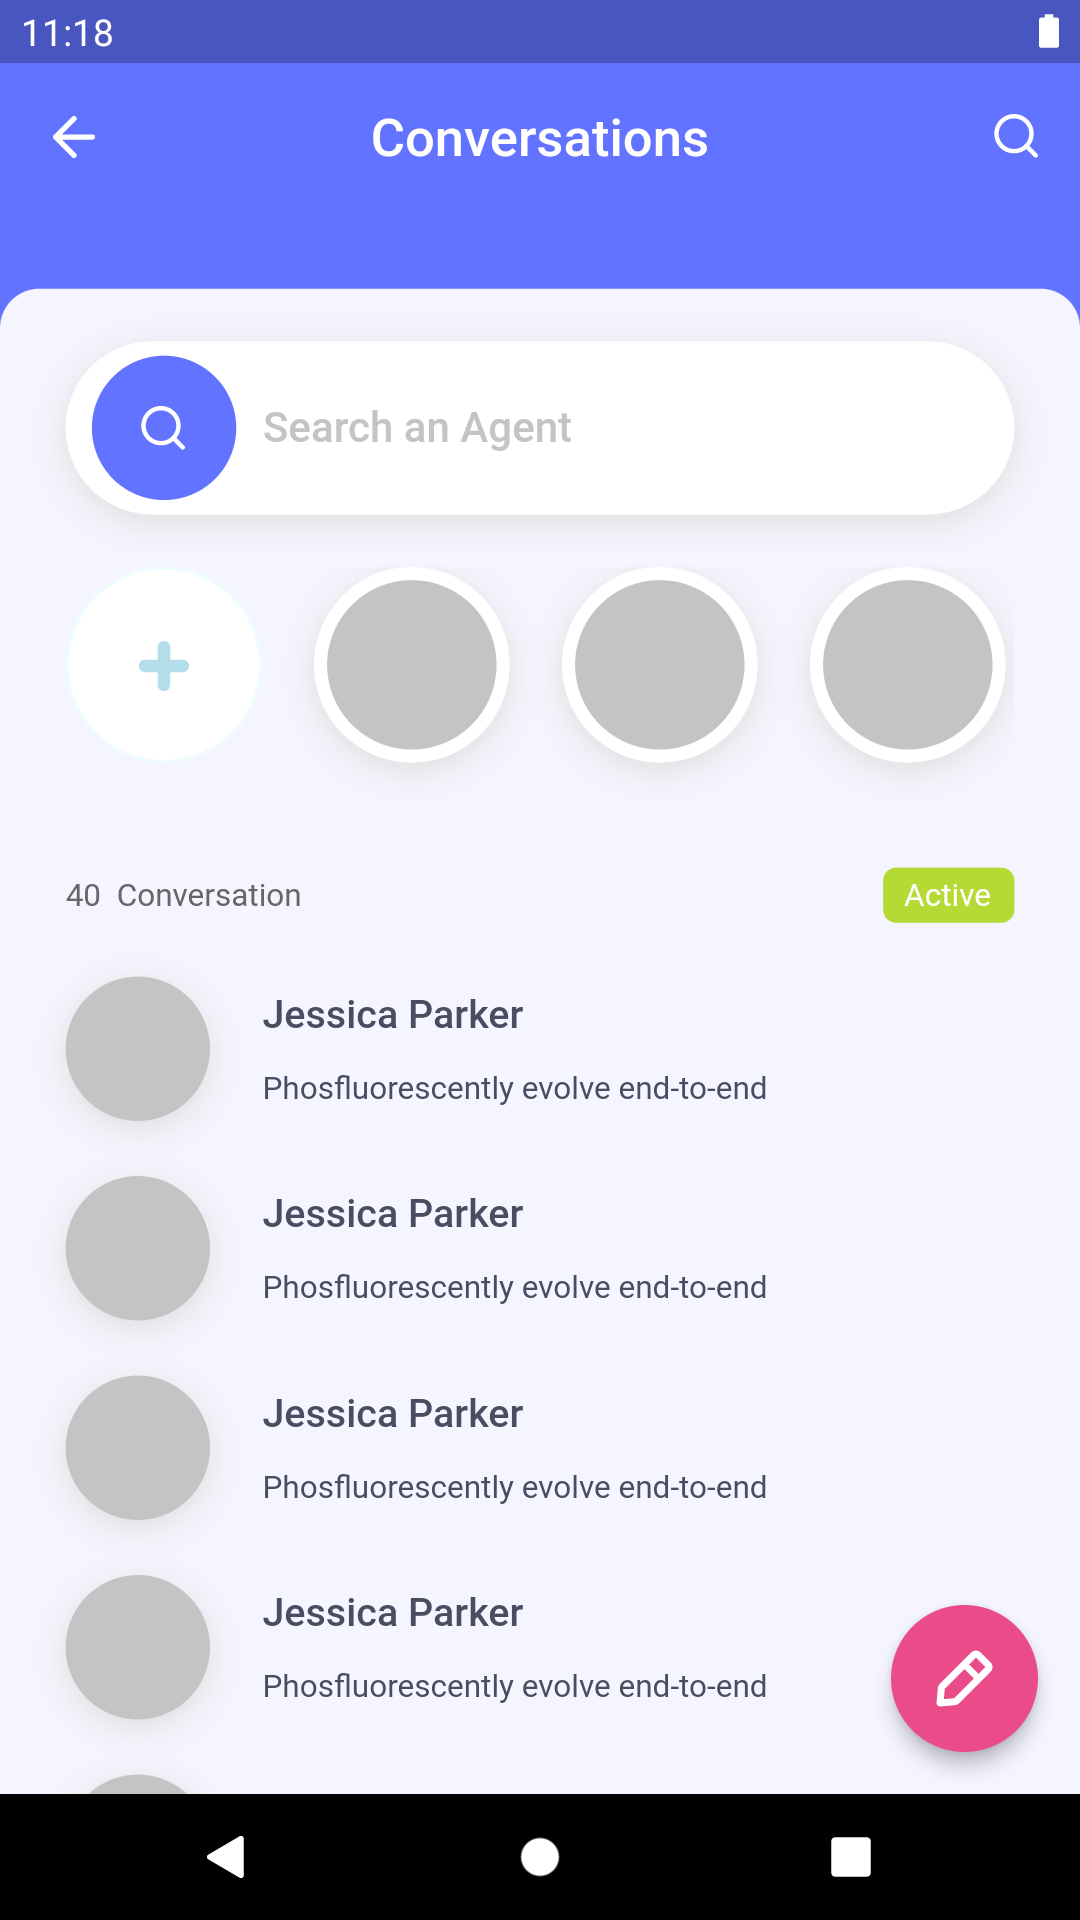 11:18
Conversations
Search an Agent
40 Conversation
Active
Jessica Parker
Phosfluorescently evolve end-to-end
Jessica Parker
Phosfluorescently evolve end-to-end
Jessica Parker
Phosfluorescently evolve end-to-end
Jessica Parker
Phosfluorescently evolve end-to-end